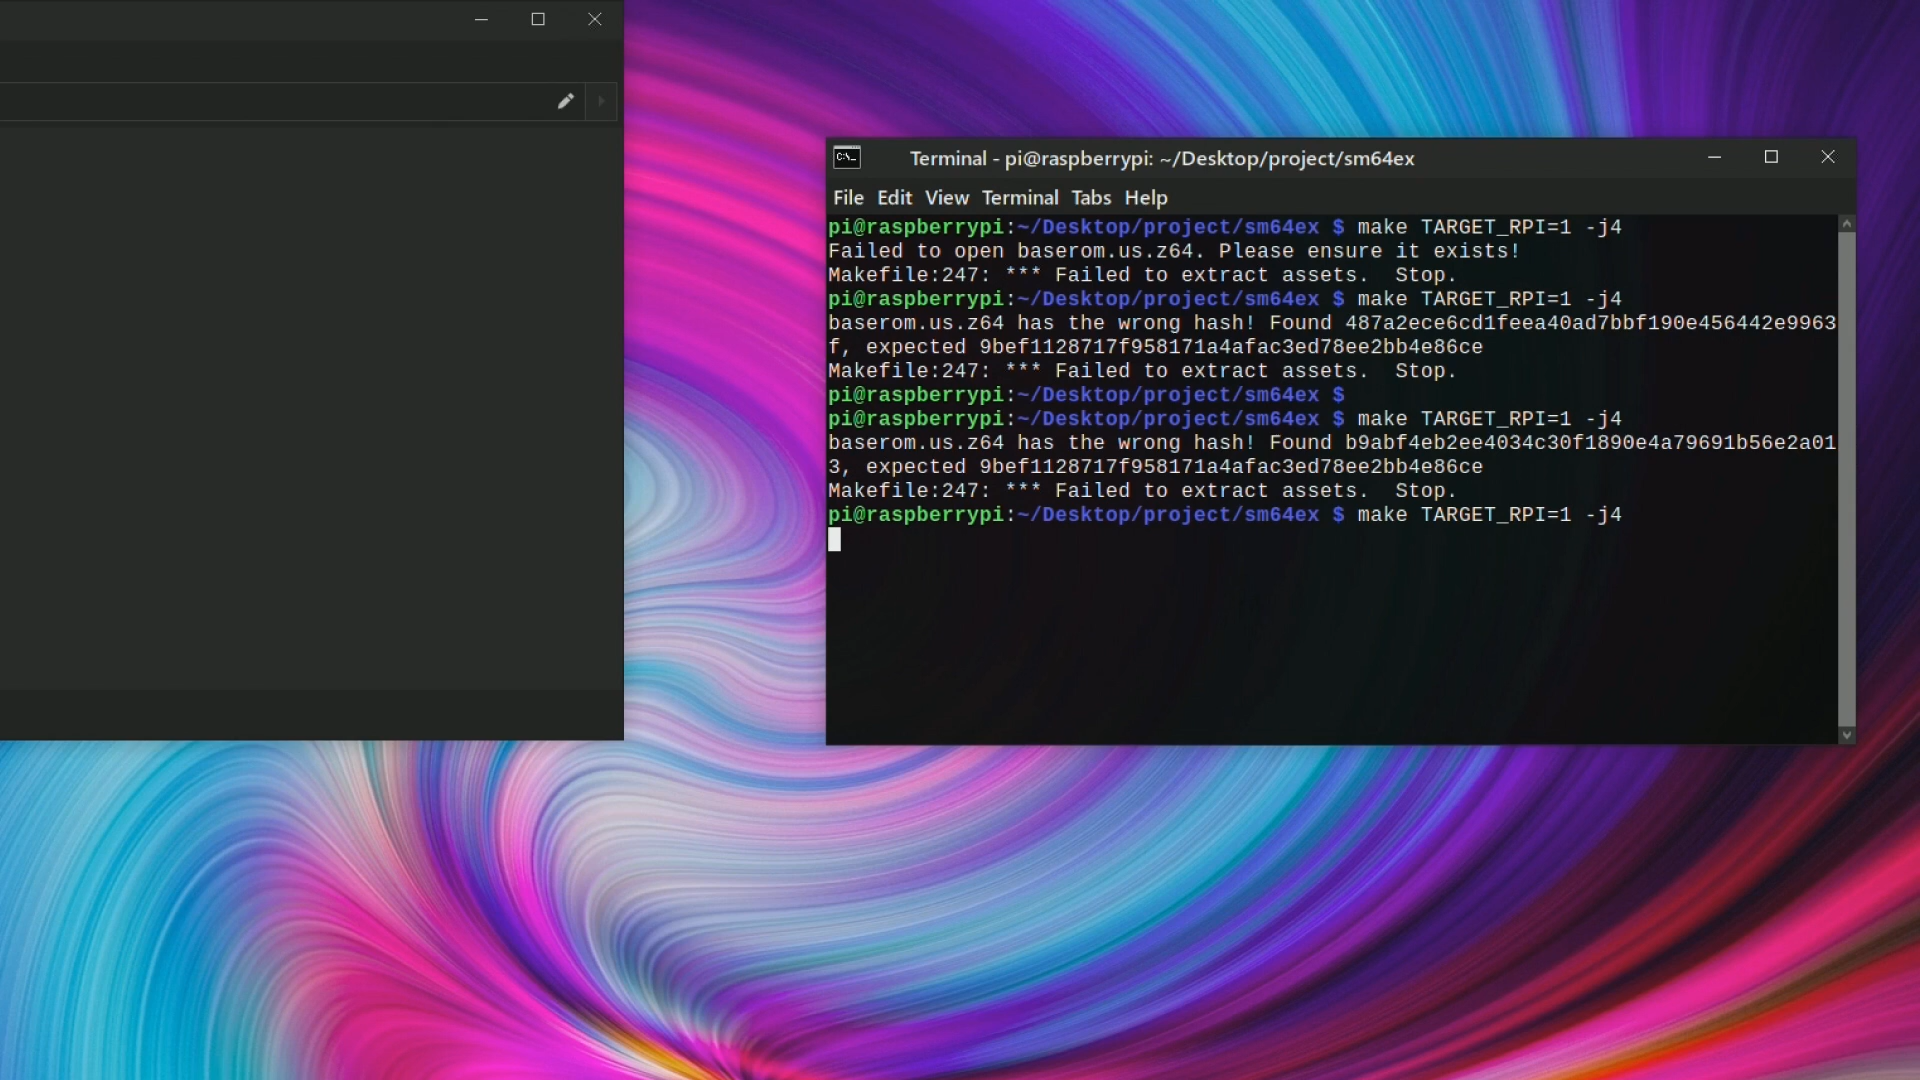 C:\_
Terminal - pi@raspberrypi: ~/Desktop/project/sm64ex
File Edit View Terminal Tabs Help
pi@raspberrypi:~/Desktop/project/sm64ex $ make TARGET_RPI=1 -j4
Failed to open baserom.us.z64. Please ensure it exists!
Makefile:247: *** Failed to extract assets.  Stop.
pi@raspberrypi:~/Desktop/project/sm64ex $ make TARGET_RPI=1 -j4
baserom.us.z64 has the wrong hash! Found 487a2ece6cd1feea40ad7bbf190e456442e9963
f, expected 9bef1128717f958171a4afac3ed78ee2bb4e86ce
Makefile:247: *** Failed to extract assets.  Stop.
pi@raspberrypi:~/Desktop/project/sm64ex $
pi@raspberrypi:~/Desktop/project/sm64ex $ make TARGET_RPI=1 -j4
baserom.us.z64 has the wrong hash! Found b9abf4eb2ee4034c30f1890e4a79691b56e2a01
3, expected 9bef1128717f958171a4afac3ed78ee2bb4e86ce
Makefile:247: *** Failed to extract assets.  Stop.
pi@raspberrypi:~/Desktop/project/sm64ex $ make TARGET_RPI=1 -j4